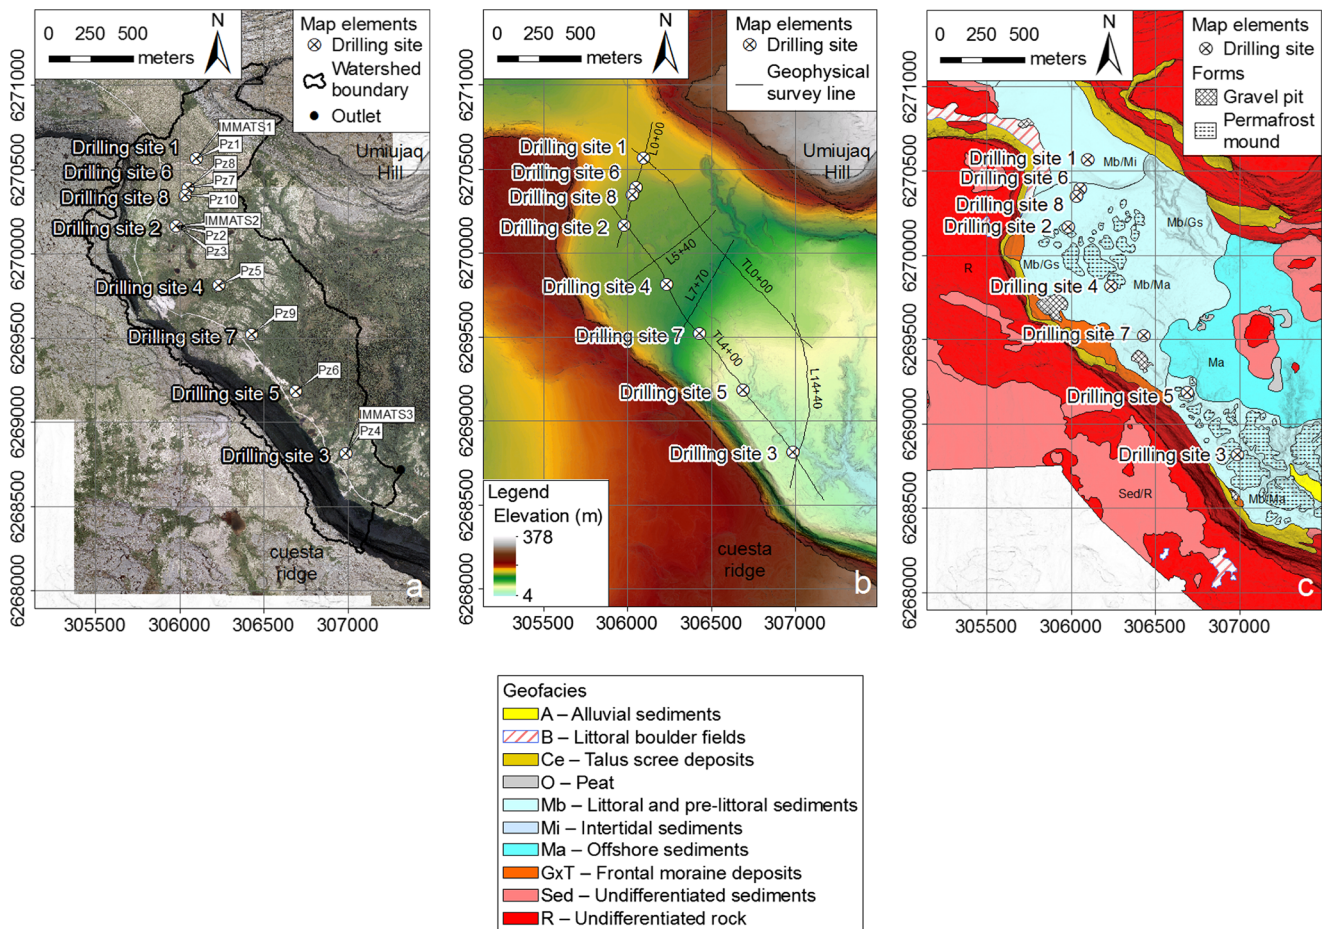 0 250 500
meters
N
Map elements
Drilling site
Watershed
boundary
Outlet
6271000
6270500
6270000
6269500
6269000
6268500
6268000
IMMATS1
Pz1
Pz8
Pz7
Pz10
IMMATS2
Pz2
Pz3
Pz5
Pz9
Pz6
IMMATS3
Pz4
Umiujaq
Hill
Drilling site 1
Drilling site 6
Drilling site 8
Drilling site 2
Drilling site 4
Drilling site 7
Drilling site 5
Drilling site 3
cuesta
ridge
a
305500 306000 306500 307000
0 250 500
meters
N
Map elements
Drilling site
Geophysical
survey line
6271000
6270500
6270000
6269500
6269000
6268500
6268000
L0+00
Umiujaq
Hill
Drilling site 1
Drilling site 6
Drilling site 8
Drilling site 2
L5+40
TL0+00
Drilling site 4
L7+70
Drilling site 7
TL4+00
L14+40
Drilling site 5
Drilling site 3
Legend
Elevation (m)
378
4
cuesta
ridge
b
305500 306000 306500 307000
0 250 500
meters
N
Map elements
Drilling site
Forms
Gravel pit
Permafrost
mound
6271000
6270500
6270000
6269500
6269000
6268500
6268000
Drilling site 1
Mb/Mi
Drilling site 6
Drilling site 8
Drilling site 2
Mb/Gs
R
Mb/Gs
Drilling site 4
Mb/Ma
Drilling site 7
Ma
Drilling site 5
Drilling site 3
Sed/R
Mb/Ma
c
305500 306000 306500 307000
Geofacies
A – Alluvial sediments
B – Littoral boulder fields
Ce – Talus scree deposits
O – Peat
Mb – Littoral and pre-littoral sediments
Mi – Intertidal sediments
Ma – Offshore sediments
GxT – Frontal moraine deposits
Sed – Undifferentiated sediments
R – Undifferentiated rock